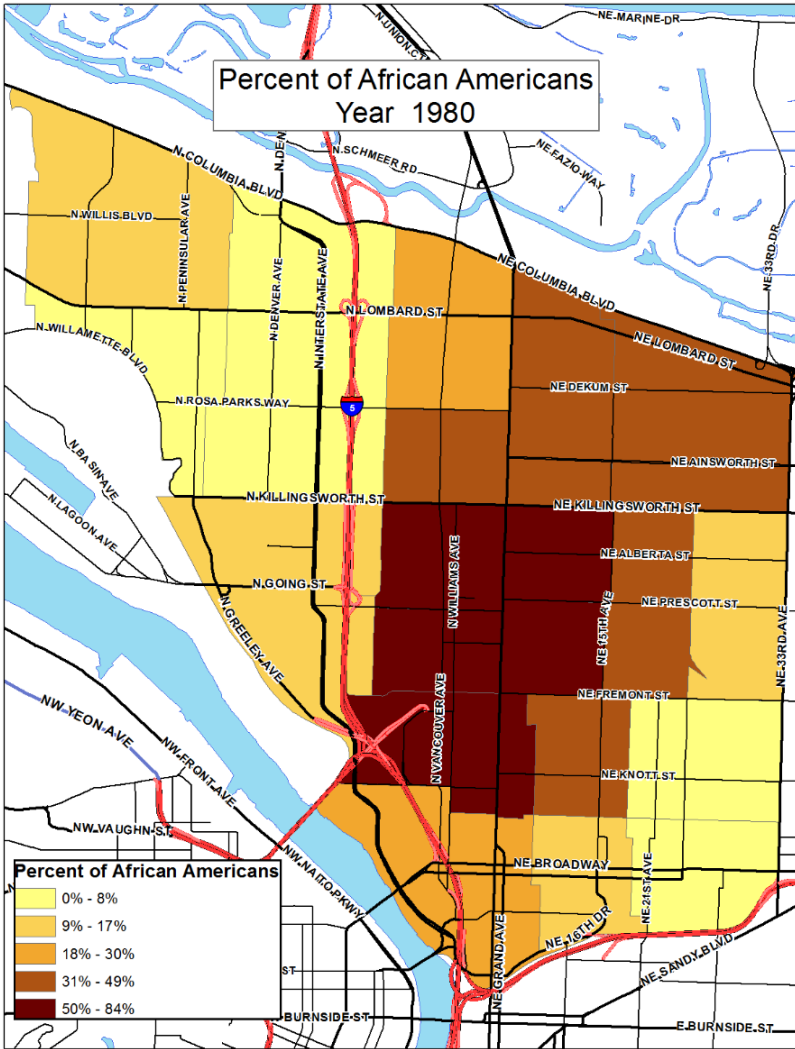 NE MARINE DR
N UNION CT
Percent of African Americans
Year 1980
N SCHMEER RD
NE FAZIO WAY
N COLUMBIA BLVD
N DEN
NE 33RD DR
N WILLIS BLVD
N PENINSULAR AVE
N DENVER AVE
N INTERSTATE AVE
NE COLUMBIA BLVD
N LOMBARD ST
NE LOMBARD ST
N WILLAMETTE BLVD
NE DEKUM ST
N ROSA PARKS WAY
5
N BASIN AVE
NE AINSWORTH ST
N LAGOON AVE
N KILLINGSWORTH ST
NE KILLINGSWORTH ST
NE ALBERTA ST
N WILLIAMS AVE
N GOING ST
NE PRESCOTT ST
NE 15TH AVE
N GREELEY AVE
NE 33RD AVE
NE FREMONT ST
N VANCOUVER AVE
NW YEON AVE
NW FRONT AVE
NE KNOTT ST
NW VAUGHN ST
NE BROADWAY
NW NAITO PKWY
NE 21ST AVE
NE 16TH DR
NE GRAND AVE
NE SANDY BLVD
Percent of African Americans
0% - 8%
9% - 17%
18% - 30%
31% - 49%
50% - 84%
ST
BURNSIDE ST
E BURNSIDE ST